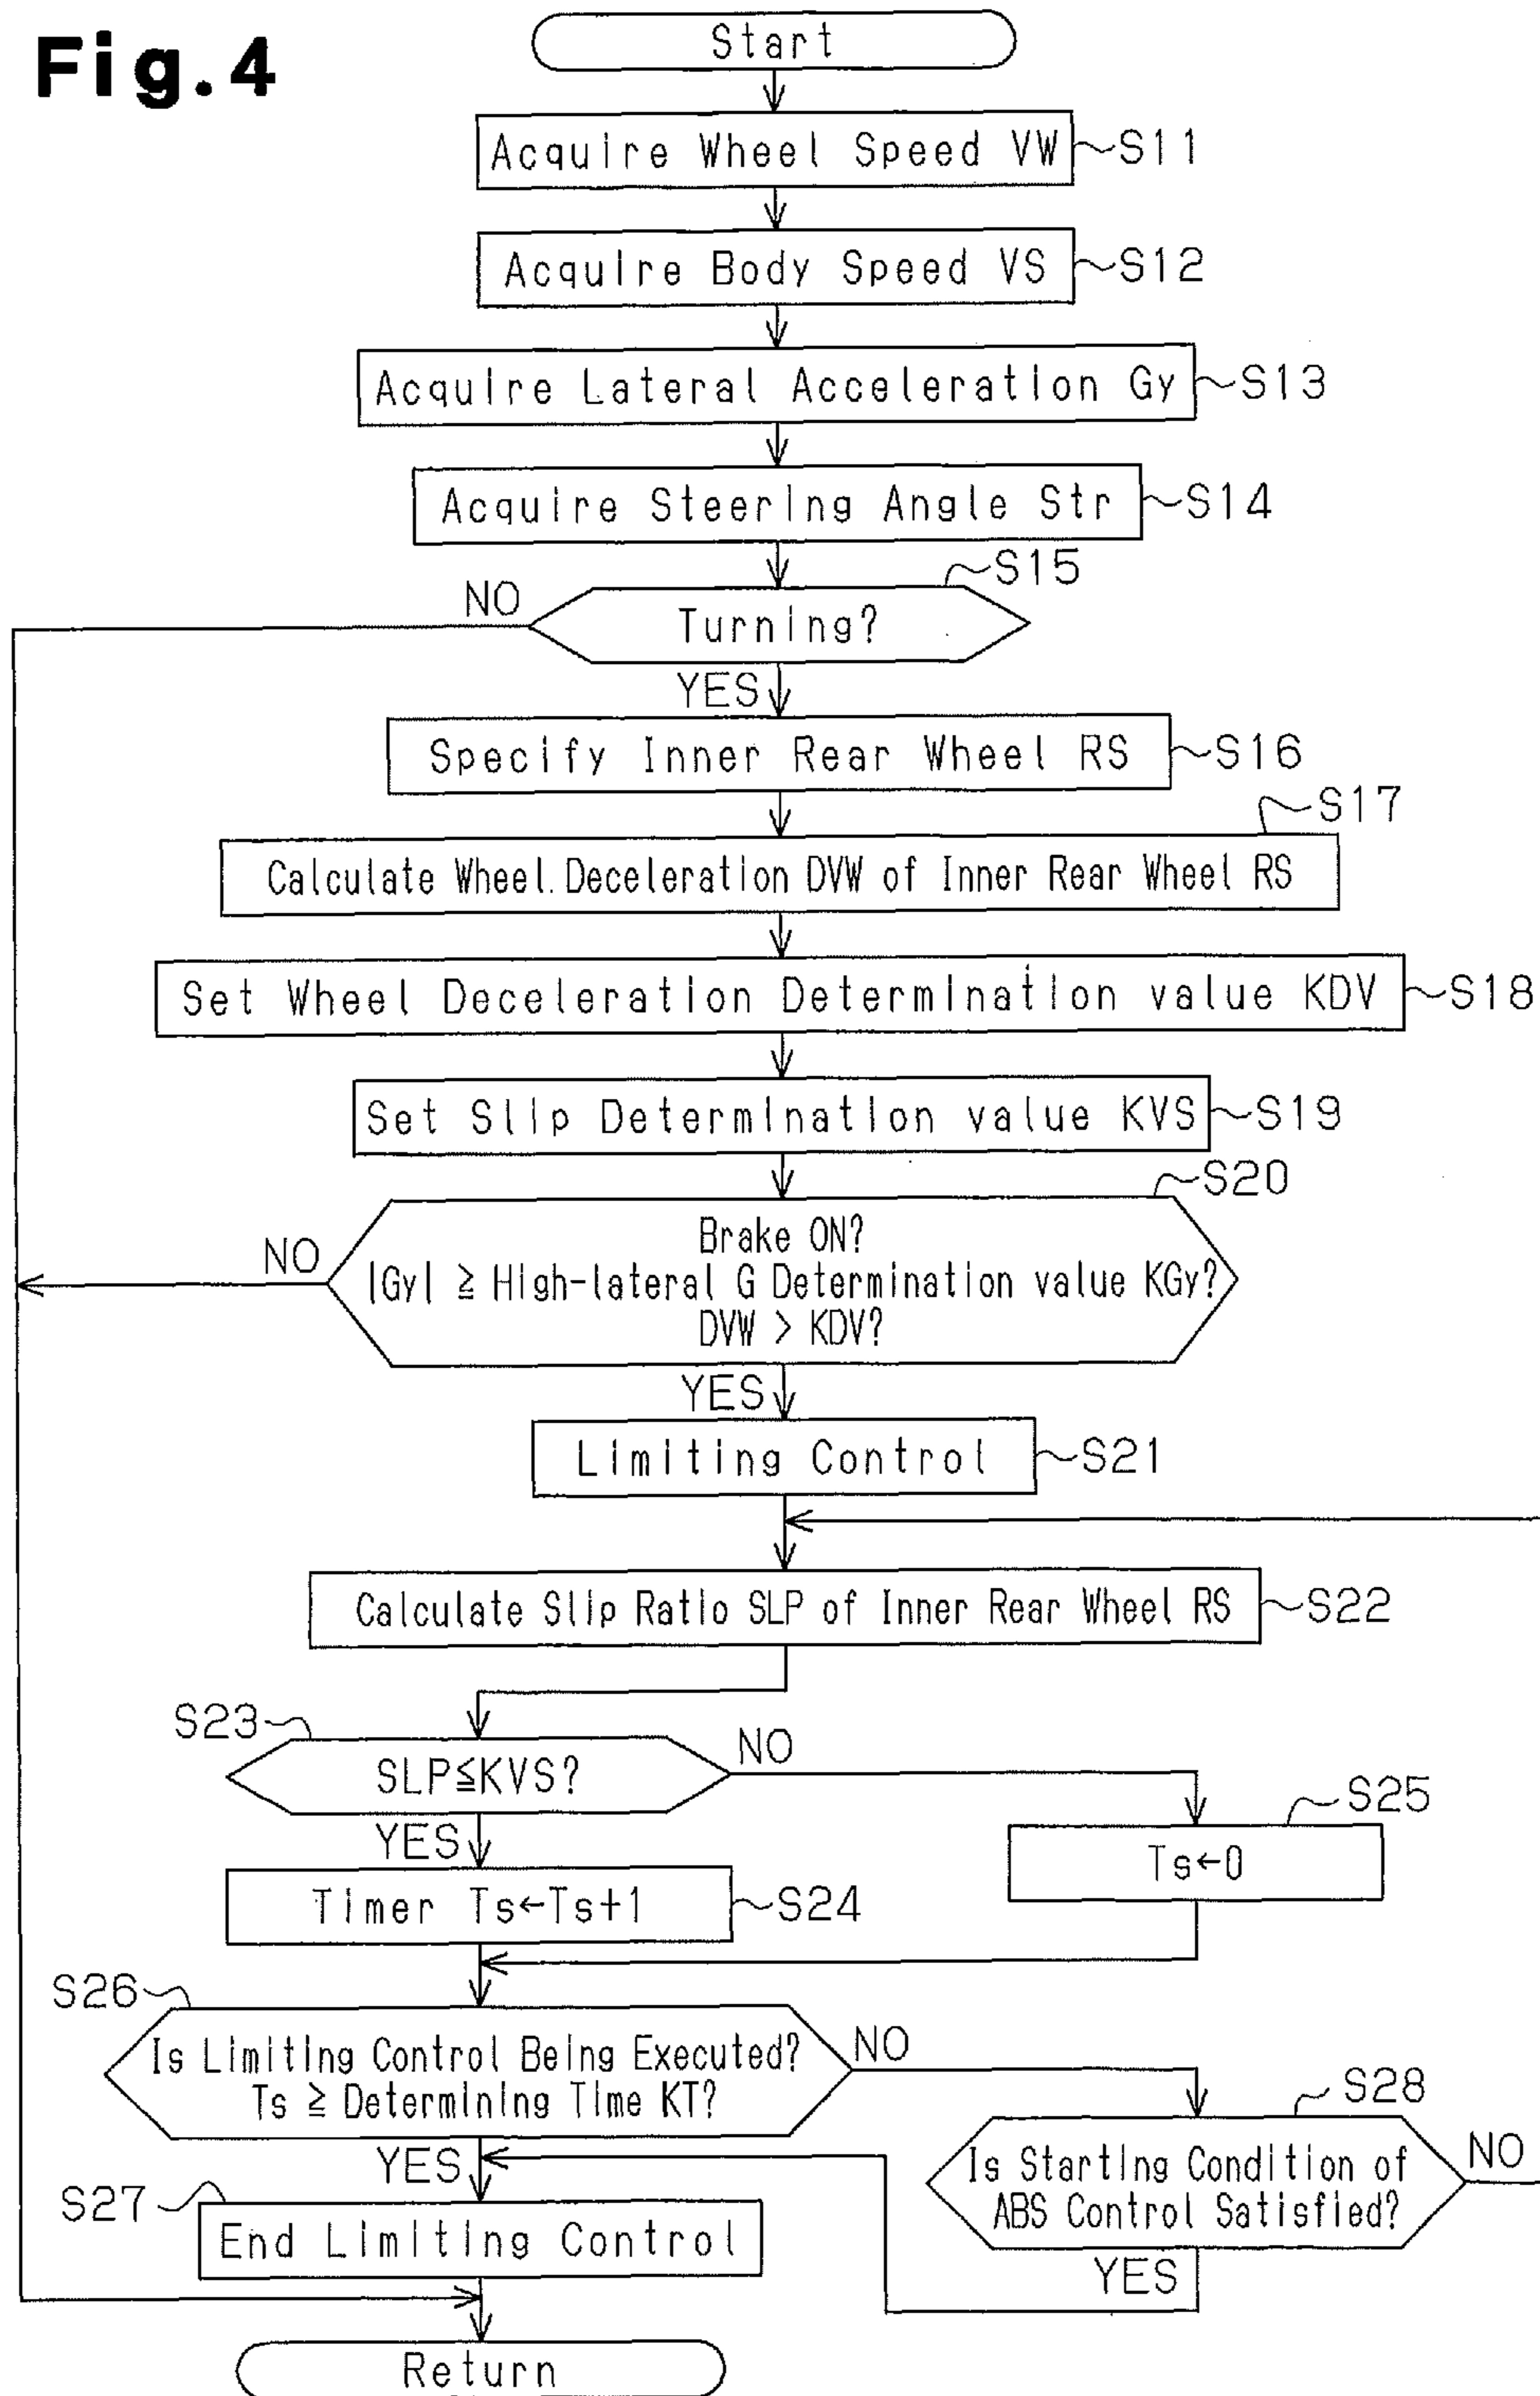 Fig.4
Start
Acquire Wheel Speed VW
S11
Acquire Body Speed VS
S12
Acquire Lateral Acceleration Gy
S13
Acquire Steering Angle Str
S14
S15
NO
Turning?
YES
Specify Inner Rear Wheel RS
S16
S17
Calculate Wheel Deceleration DVW of Inner Rear Wheel RS
Set Wheel Deceleration Determination value KDV
S18
Set Slip Determination value KVS
S19
S20
NO
Brake ON?
|Gy| ≧ High-lateral G Determination value KGy?
DVW > KDV?
YES
Limiting Control
S21
Calculate Slip Ratio SLP of Inner Rear Wheel RS
S22
S23
SLP≦KVS?
NO
YES
S25
Ts←0
Timer Ts←Ts+1
S24
S26
Is Limiting Control Being Executed?
Ts ≧ Determining Time KT?
NO
S28
YES
Is Starting Condition of
ABS Control Satisfied?
NO
S27
End Limiting Control
YES
Return